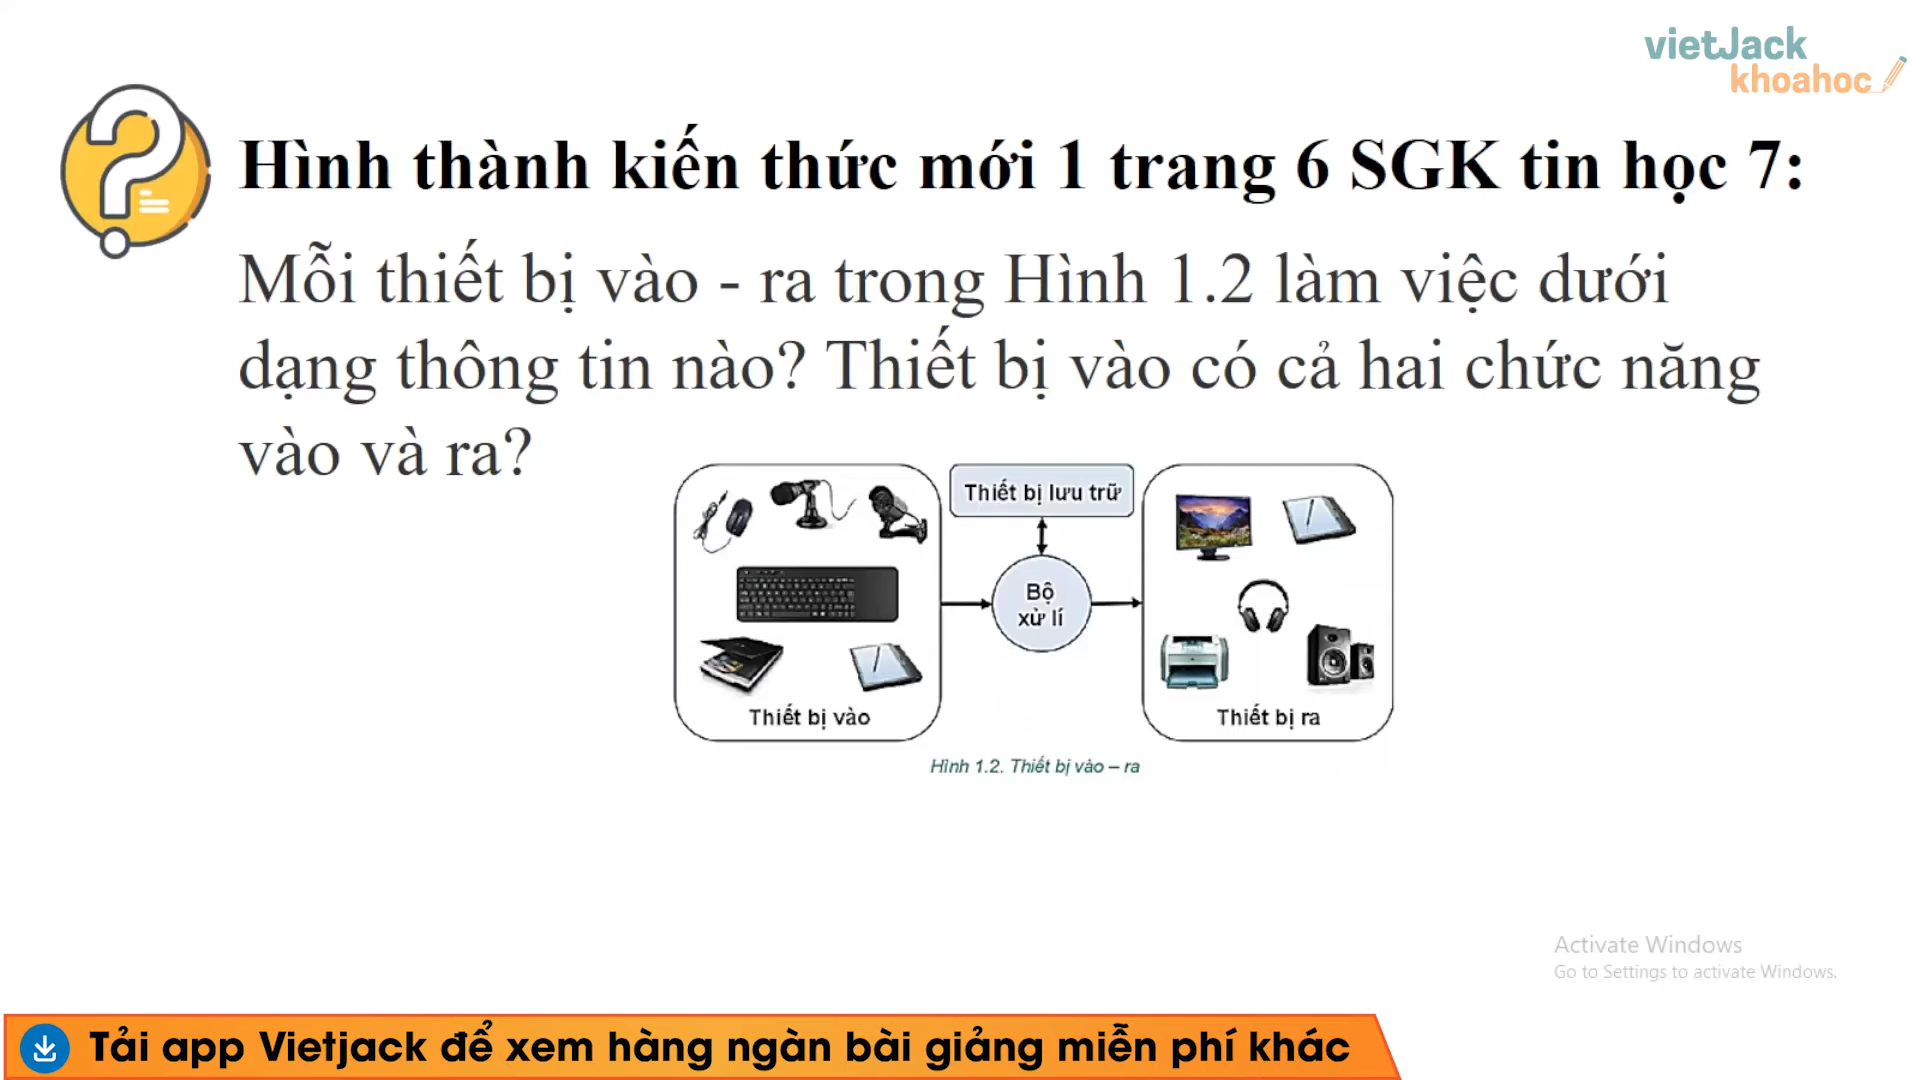 vietJack
khoahoc
Hình thành kiến thức mới 1 trang 6 SGK tin học 7:
Mỗi thiết bị vào - ra trong Hình 1.2 làm việc dưới
dạng thông tin nào? Thiết bị vào có cả hai chức năng
vào và ra?
Thiết bị lưu trữ
Bộ
xử lí
Thiết bị vào
Thiết bị ra
Hình 1.2. Thiết bị vào – ra
Activate Windows
Go to Settings to activate Windows.
Tải app Vietjack để xem hàng ngàn bài giảng miễn phí khác